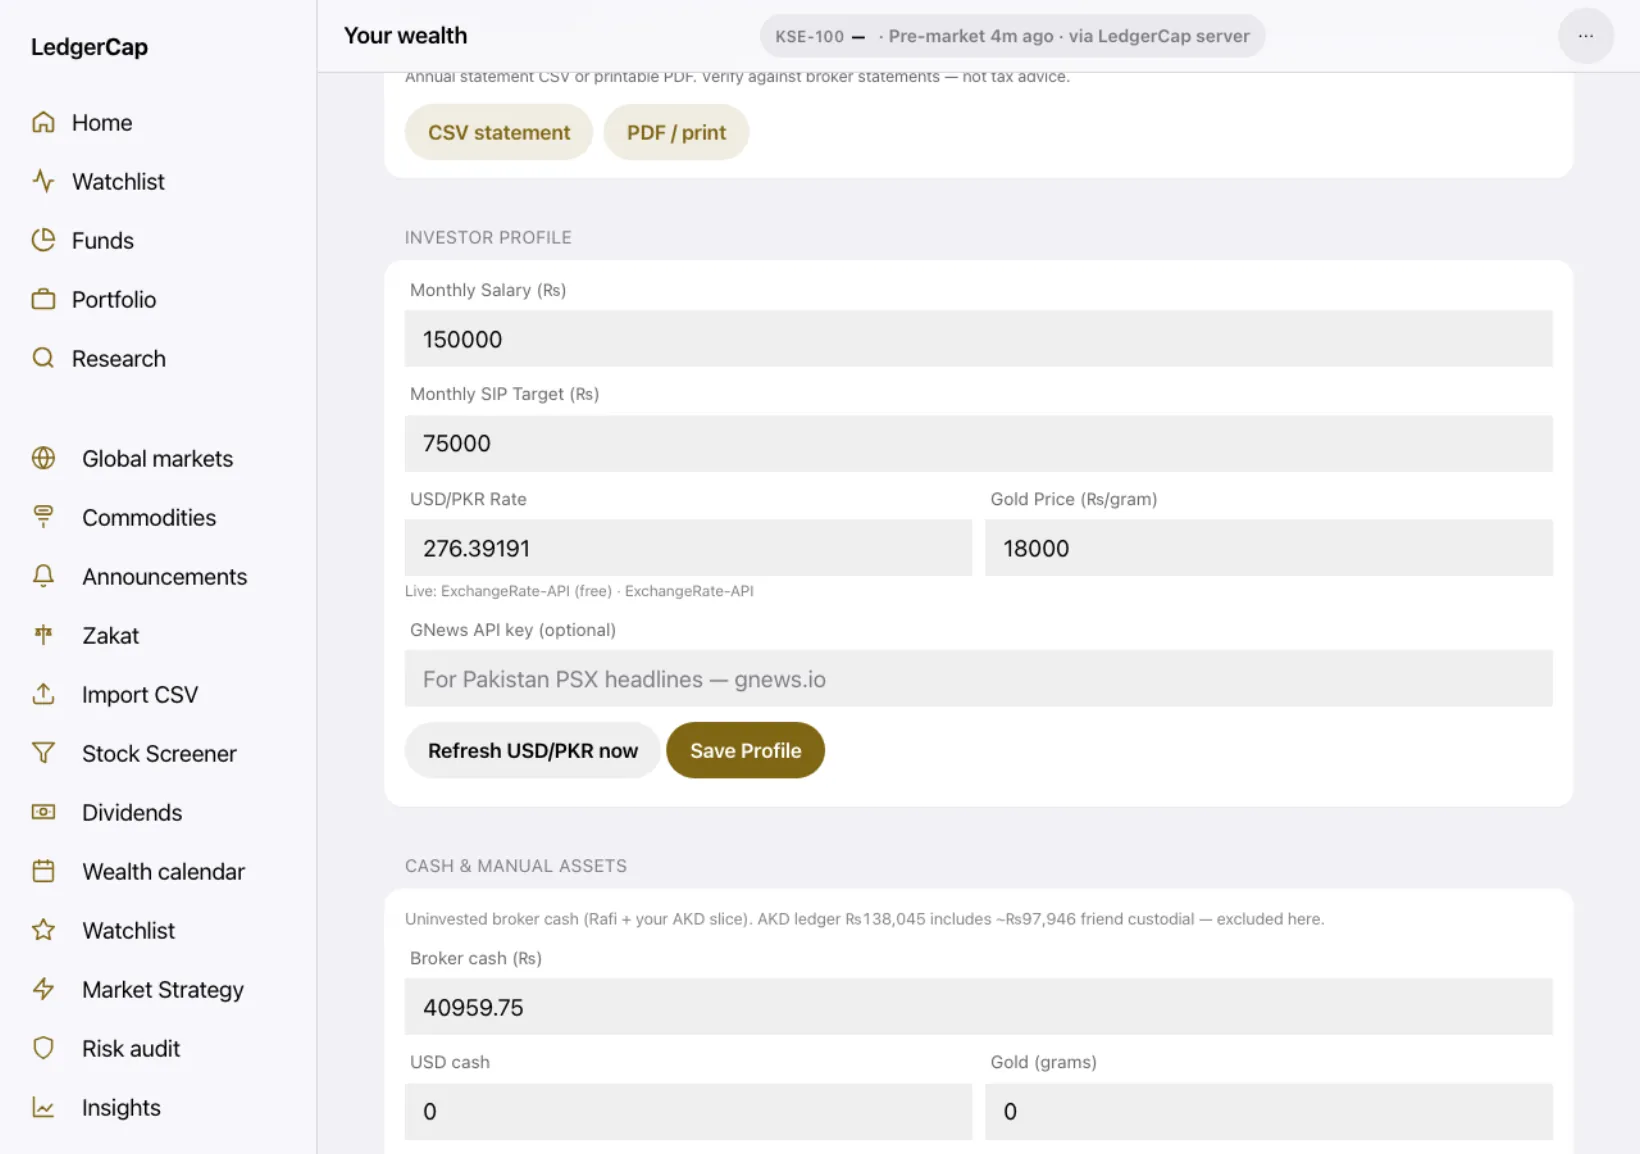 LedgerCap
Home
Watchlist
Funds
Portfolio
Research
Global markets
Commodities
Announcements
Zakat
Import CSV
Stock Screener
Dividends
Wealth calendar
Watchlist
Market Strategy
Risk audit
Insights
Your wealth
KSE-100 — · Pre-market 4m ago · via LedgerCap server
...
Annual statement CSV or printable PDF. Verify against broker statements — not tax advice.
CSV statement
PDF / print
INVESTOR PROFILE
Monthly Salary (₨)
150000
Monthly SIP Target (₨)
75000
USD/PKR Rate
276.39191
Live: ExchangeRate-API (free) · ExchangeRate-API
Gold Price (₨/gram)
18000
GNews API key (optional)
For Pakistan PSX headlines — gnews.io
Refresh USD/PKR now
Save Profile
CASH & MANUAL ASSETS
Uninvested broker cash (Rafi + your AKD slice). AKD ledger ₨138,045 includes ~₨97,946 friend custodial — excluded here.
Broker cash (₨)
40959.75
USD cash
0
Gold (grams)
0